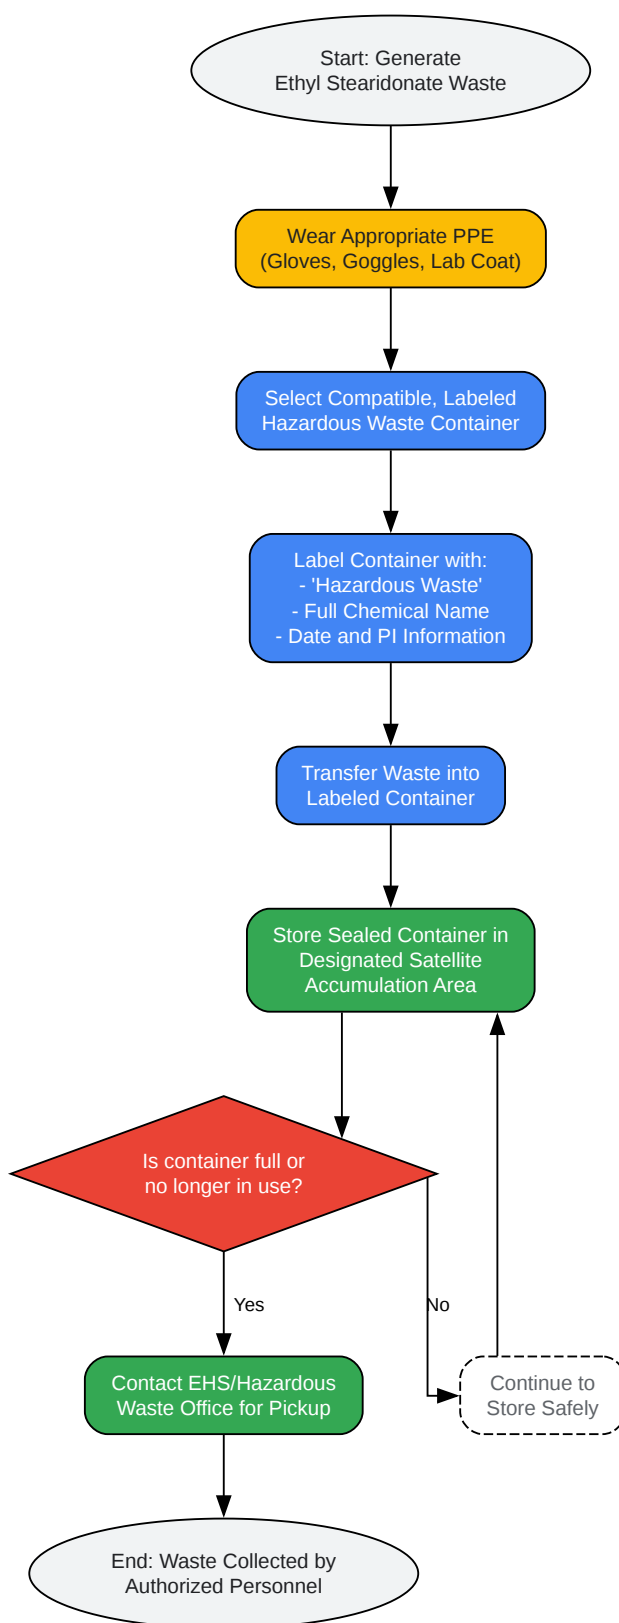 Start: Generate
Ethyl Stearidonate Waste
Wear Appropriate PPE
(Gloves, Goggles, Lab Coat)
Select Compatible, Labeled
Hazardous Waste Container
Label Container with:
- 'Hazardous Waste'
- Full Chemical Name
- Date and PI Information
Transfer Waste into
Labeled Container
Store Sealed Container in
Designated Satellite
Accumulation Area
Is container full or
no longer in use?
Yes
No
Contact EHS/Hazardous
Waste Office for Pickup
Continue to
Store Safely
End: Waste Collected by
Authorized Personnel